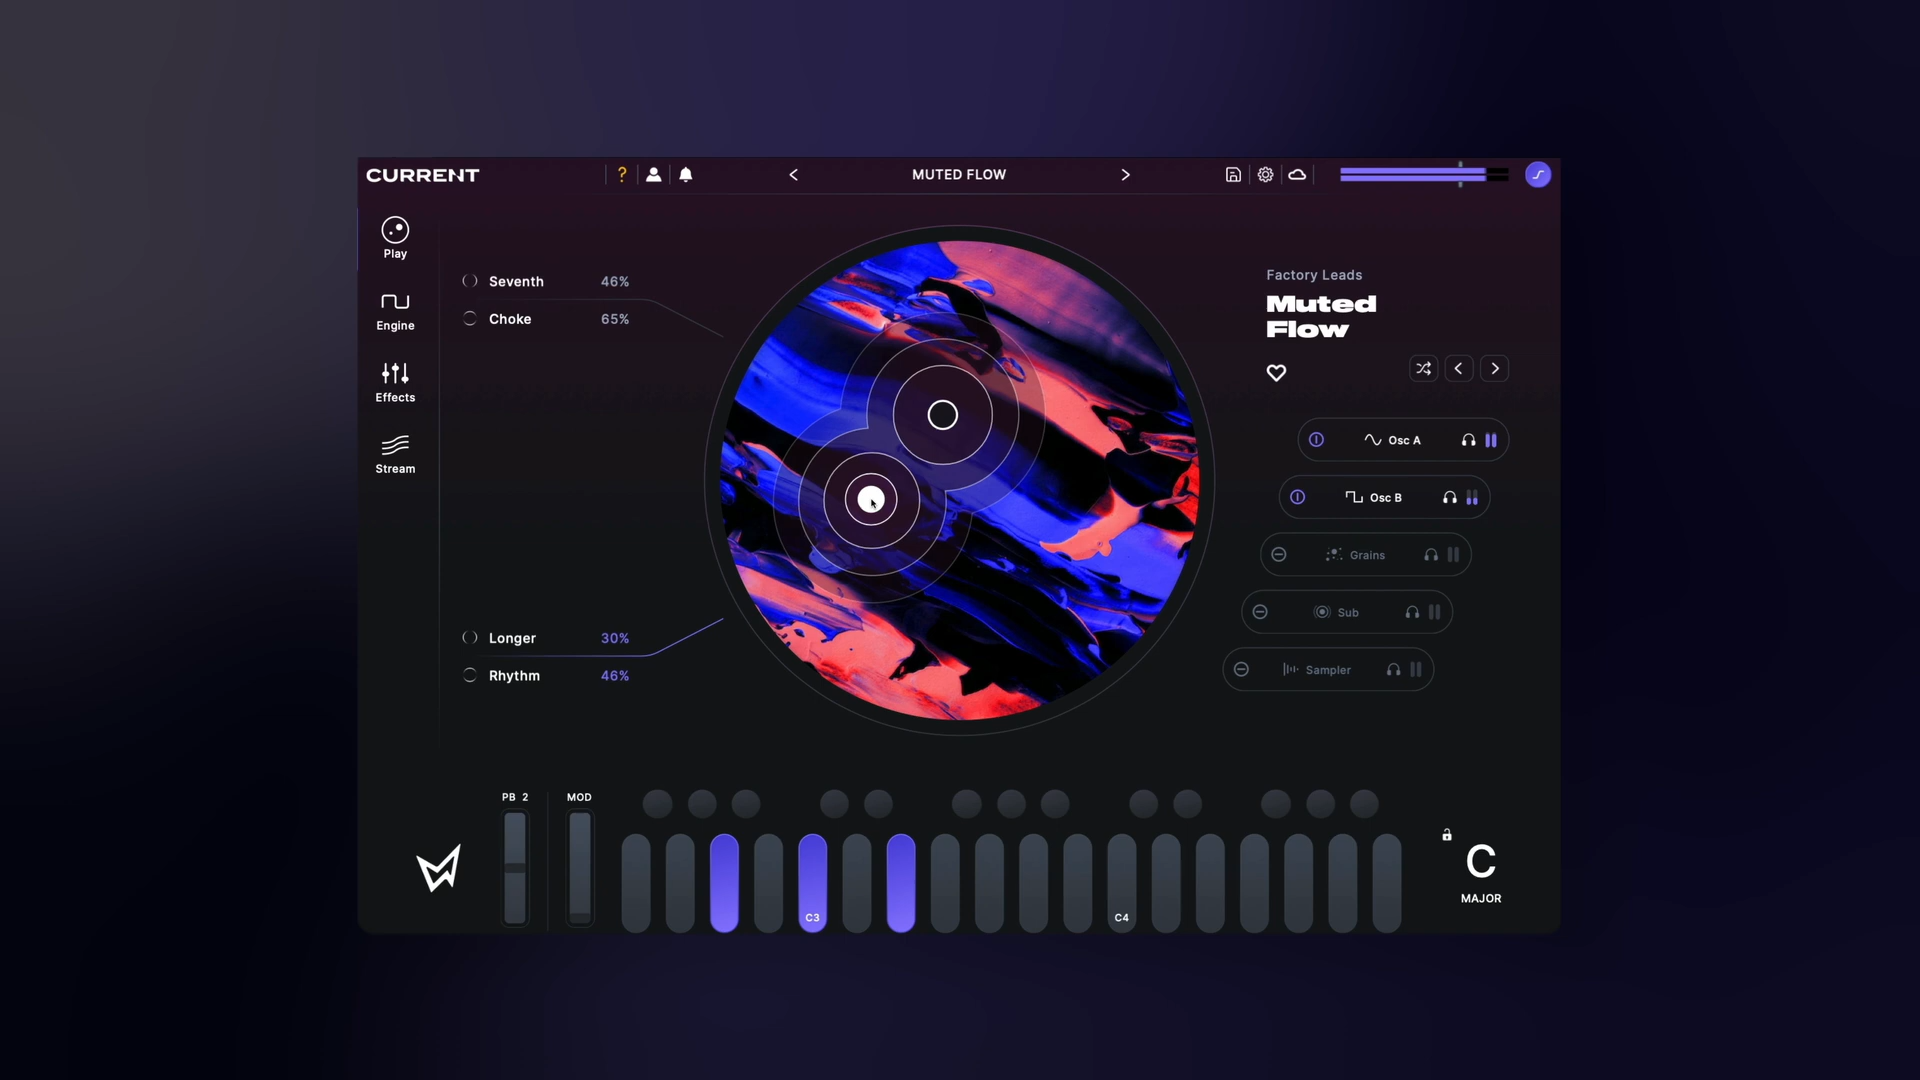 CURRENT
?
MUTED FLOW
Play
Engine
Effects
Stream
Seventh 46%
Choke 65%
Longer 30%
Rhythm 46%
Factory Leads
Muted
Flow
Osc A
Osc B
Grains
Sub
Sampler
PB 2
MOD
C3
C4
C
MAJOR